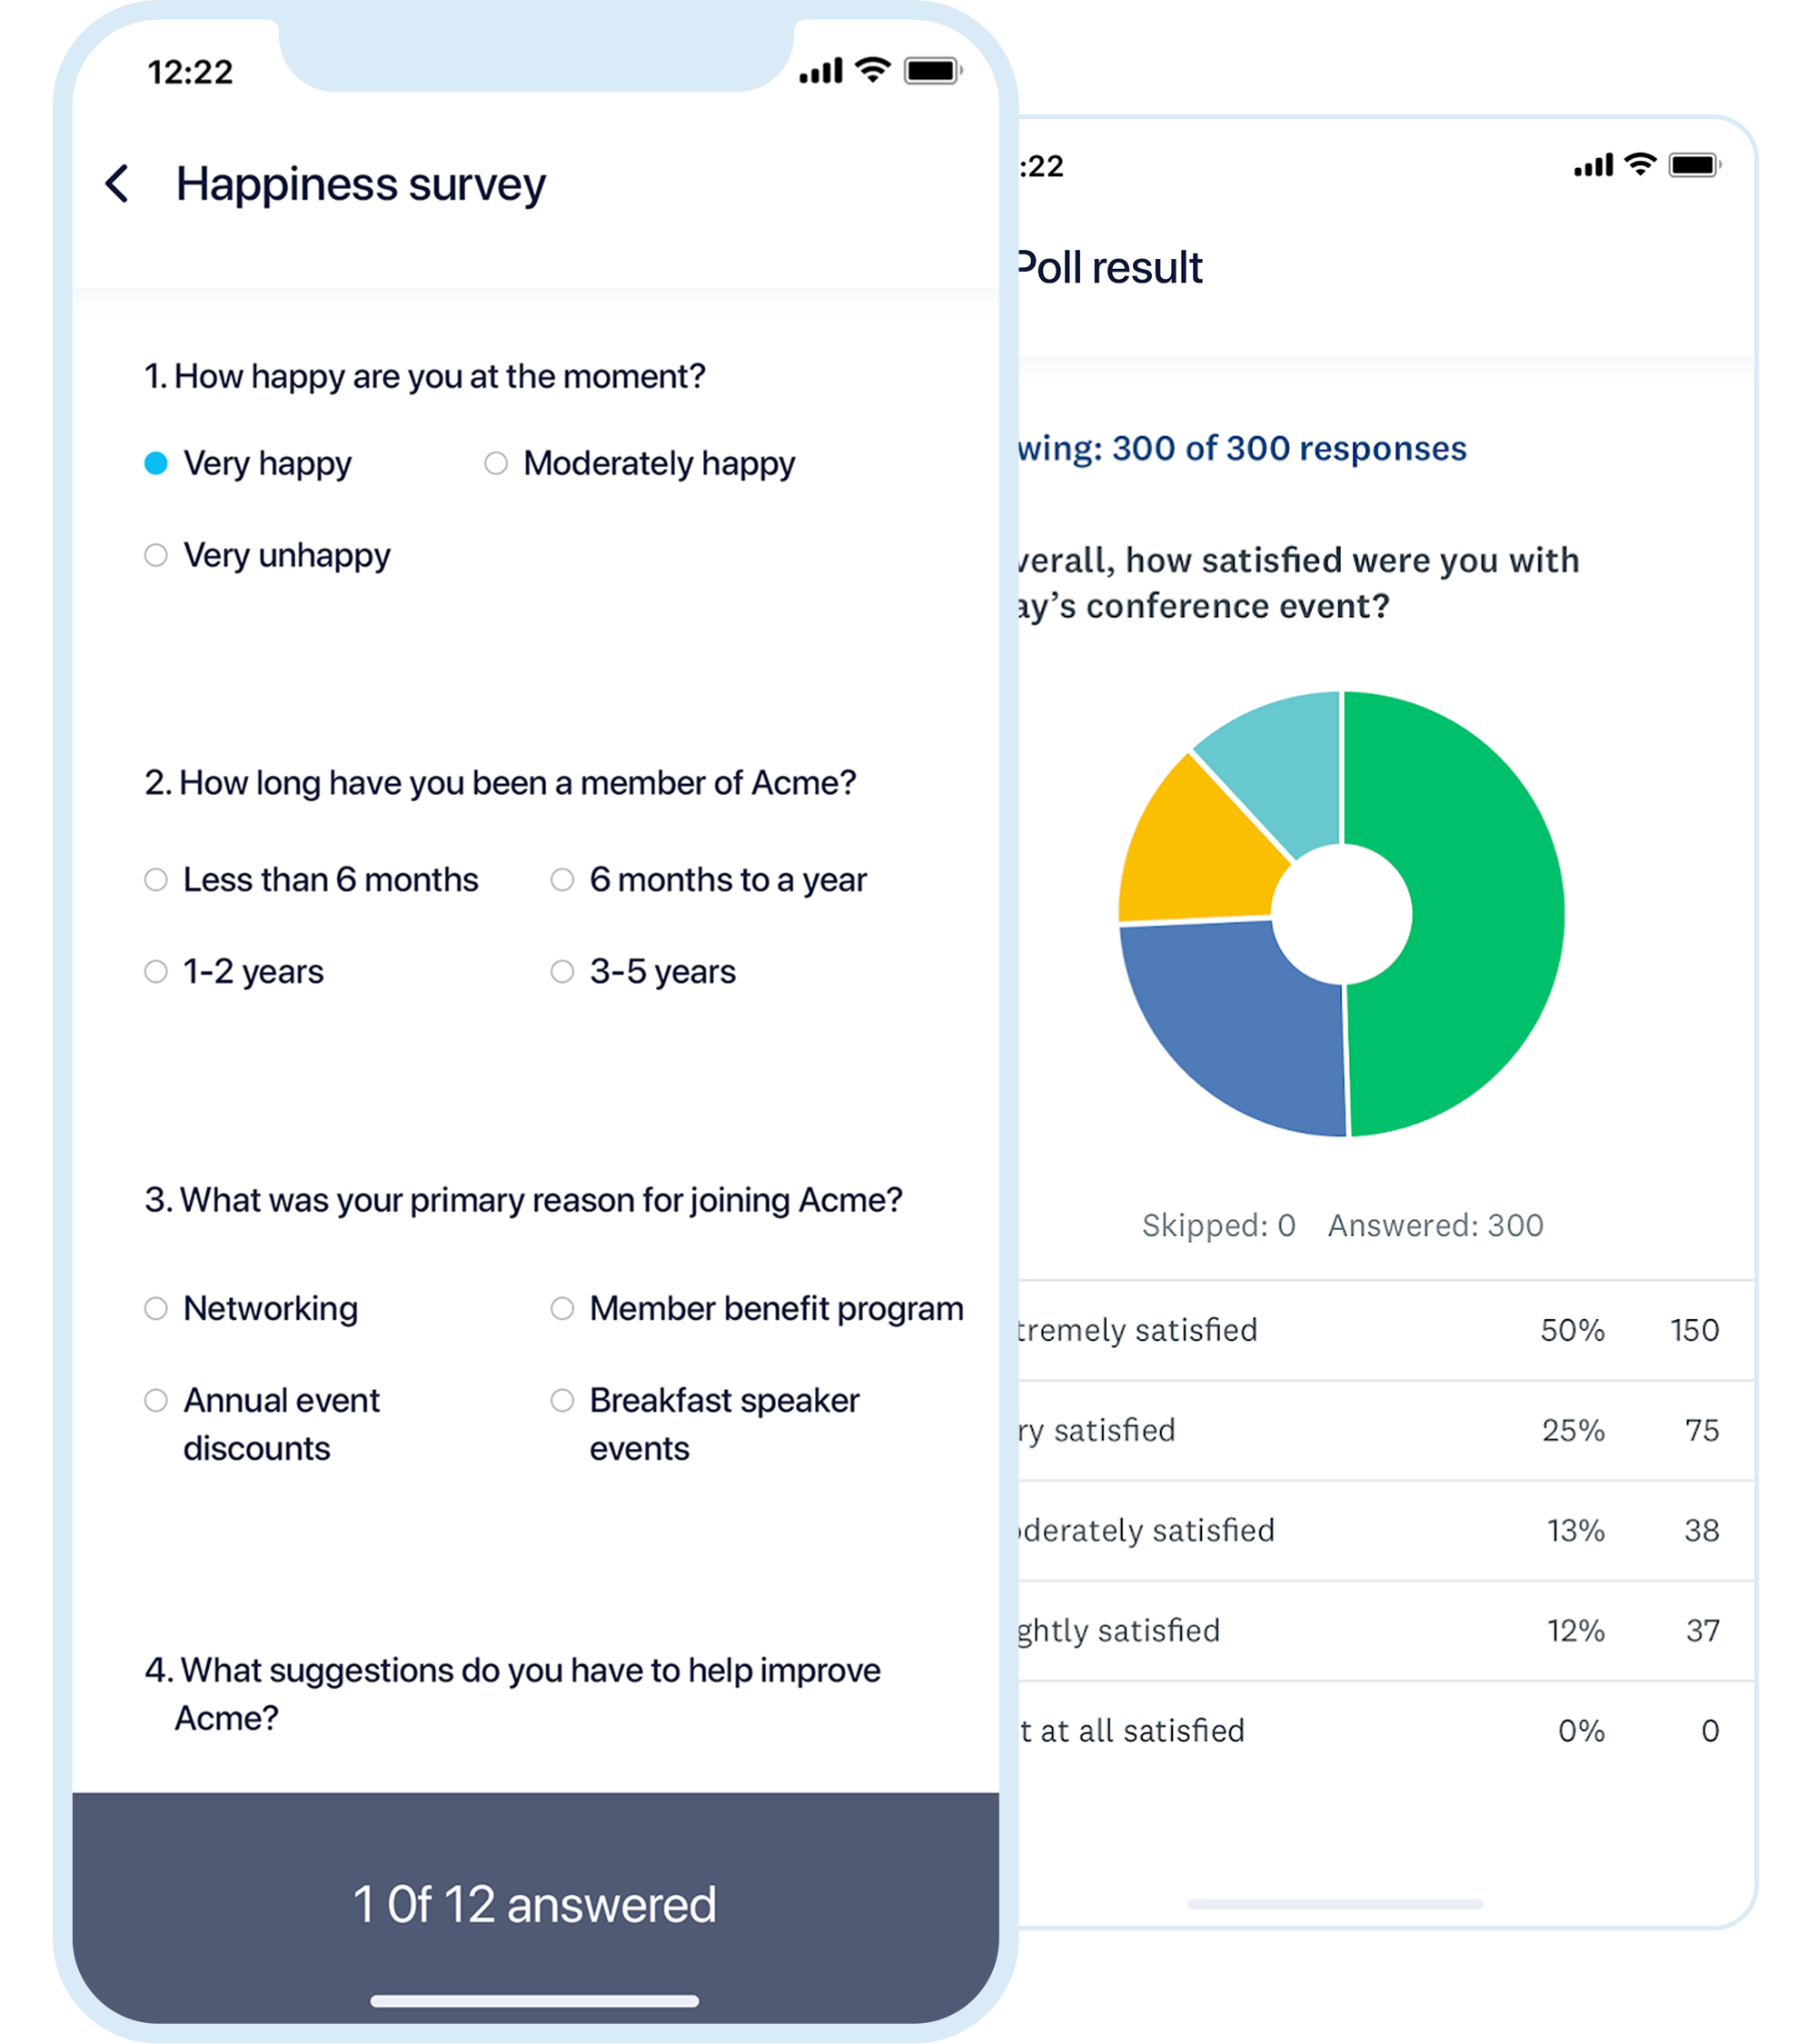 12:22
Happiness survey
1. How happy are you at the moment?
Very happy Moderately happy
Very unhappy
2. How long have you been a member of Acme?
Less than 6 months 6 months to a year
1-2 years 3-5 years
3. What was your primary reason for joining Acme?
Networking Member benefit program
Annual event Breakfast speaker
discounts events
4. What suggestions do you have to help improve
Acme?
1 Of 12 answered
:22
Poll result
wing: 300 of 300 responses
verall, how satisfied were you with
ay’s conference event?
Skipped: 0 Answered: 300
tremely satisfied 50% 150
ry satisfied 25% 75
oderately satisfied 13% 38
ghtly satisfied 12% 37
t at all satisfied 0% 0